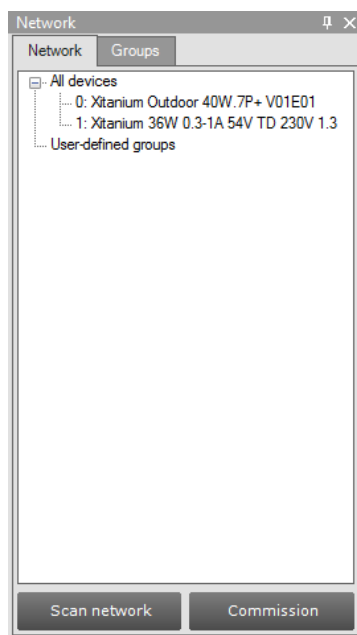 Network
Network Groups
All devices
0: Xitanium Outdoor 40W.7P+ V01E01
1: Xitanium 36W 0.3-1A 54V TD 230V 1.3
User-defined groups
Scan network Commission